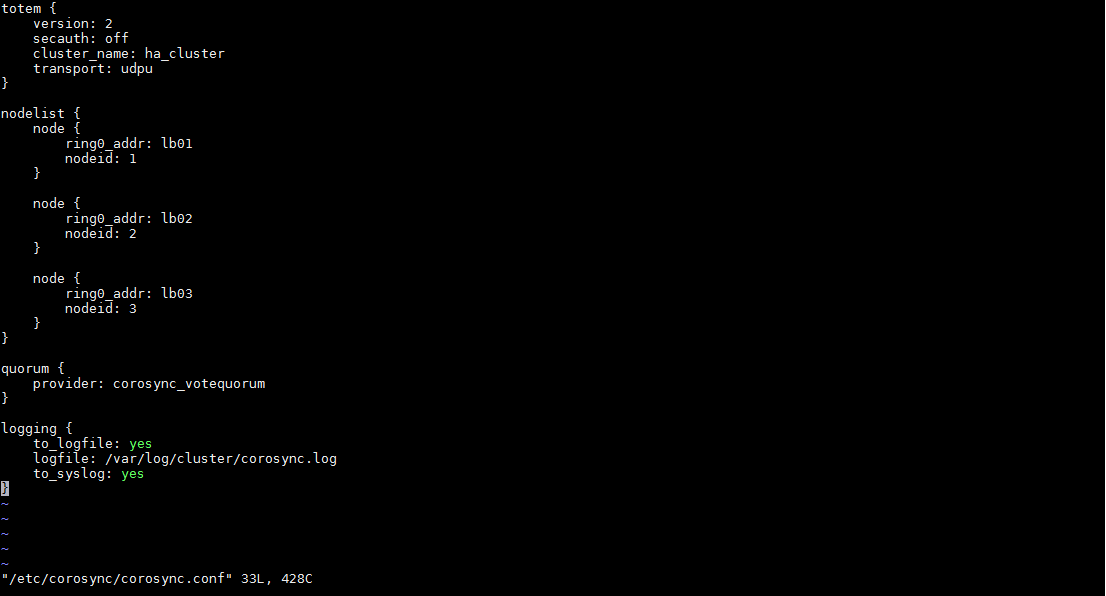 totem {
    version: 2
    secauth: off
    cluster_name: ha_cluster
    transport: udpu
}

nodelist {
    node {
        ring0_addr: lb01
        nodeid: 1
    }

    node {
        ring0_addr: lb02
        nodeid: 2
    }

    node {
        ring0_addr: lb03
        nodeid: 3
    }
}

quorum {
    provider: corosync_votequorum
}

logging {
    to_logfile: yes
    logfile: /var/log/cluster/corosync.log
    to_syslog: yes
}
~
~
~
~
~
"/etc/corosync/corosync.conf" 33L, 428C